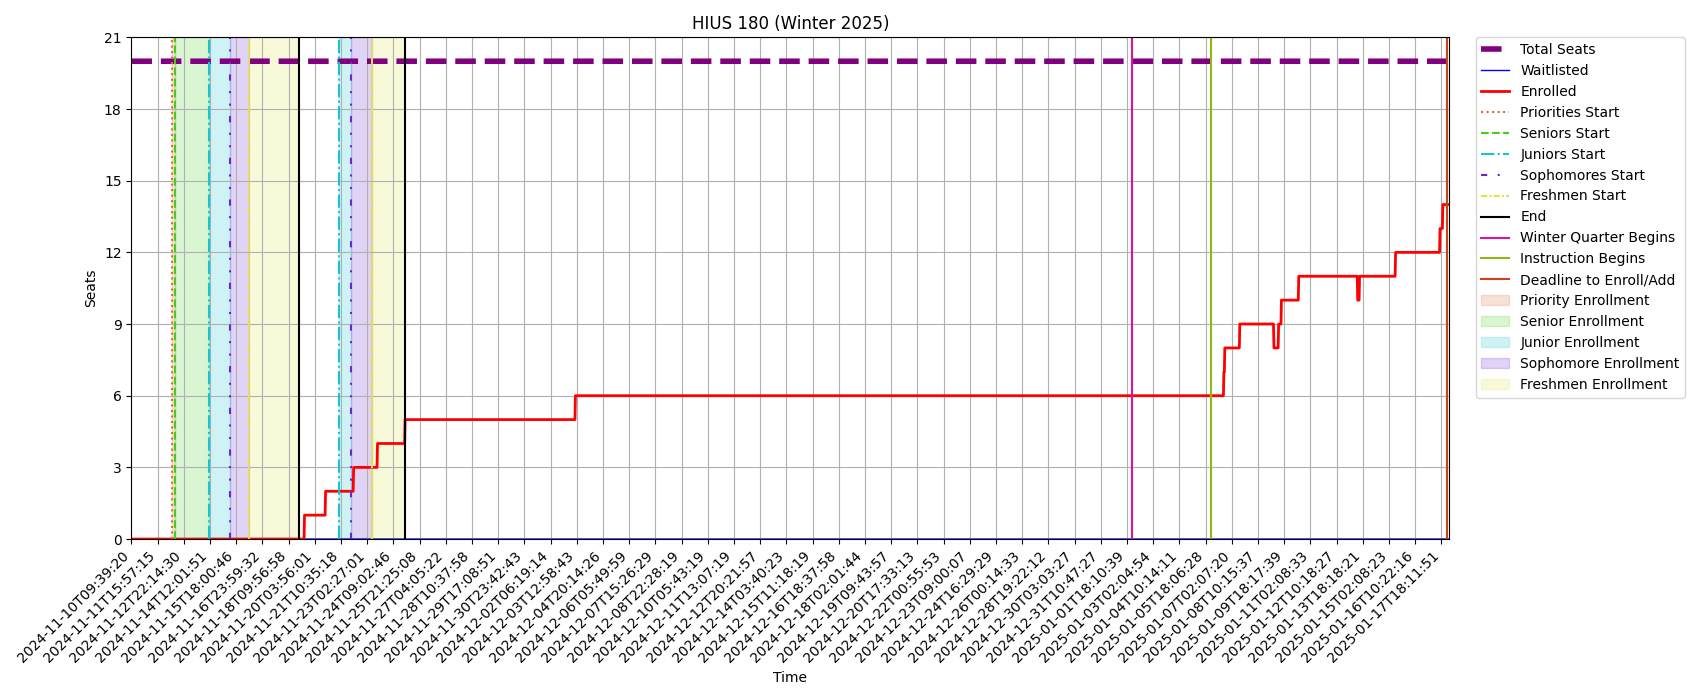 HIUS 180 (Winter 2025)
21
18
15
12
9
6
3
0
Seats
2024-11-10T09:39:20
2024-11-11T15:57:15
2024-11-12T22:14:30
2024-11-14T12:01:51
2024-11-15T18:00:46
2024-11-16T23:59:32
2024-11-18T09:56:58
2024-11-20T03:56:01
2024-11-21T10:35:18
2024-11-23T02:27:01
2024-11-24T09:02:46
2024-11-25T21:25:08
2024-11-27T04:05:22
2024-11-28T10:37:58
2024-11-29T17:08:51
2024-11-30T23:42:43
2024-12-02T06:19:14
2024-12-03T12:58:43
2024-12-04T20:14:26
2024-12-06T05:49:59
2024-12-07T15:26:29
2024-12-08T22:28:19
2024-12-10T05:43:19
2024-12-11T13:07:19
2024-12-12T20:21:57
2024-12-14T03:40:23
2024-12-15T11:18:19
2024-12-16T18:37:58
2024-12-18T02:01:44
2024-12-19T09:43:57
2024-12-20T17:33:13
2024-12-22T00:55:53
2024-12-23T09:00:07
2024-12-24T16:29:29
2024-12-26T00:14:33
2024-12-28T19:22:12
2024-12-30T03:03:27
2024-12-31T10:47:27
2025-01-01T18:10:39
2025-01-03T02:04:54
2025-01-04T10:14:11
2025-01-05T18:06:28
2025-01-07T02:07:20
2025-01-08T10:15:37
2025-01-09T18:17:39
2025-01-11T02:08:33
2025-01-12T10:18:27
2025-01-13T18:18:21
2025-01-15T02:08:23
2025-01-16T10:22:16
2025-01-17T18:11:51
Time
Total Seats
Waitlisted
Enrolled
Priorities Start
Seniors Start
Juniors Start
Sophomores Start
Freshmen Start
End
Winter Quarter Begins
Instruction Begins
Deadline to Enroll/Add
Priority Enrollment
Senior Enrollment
Junior Enrollment
Sophomore Enrollment
Freshmen Enrollment